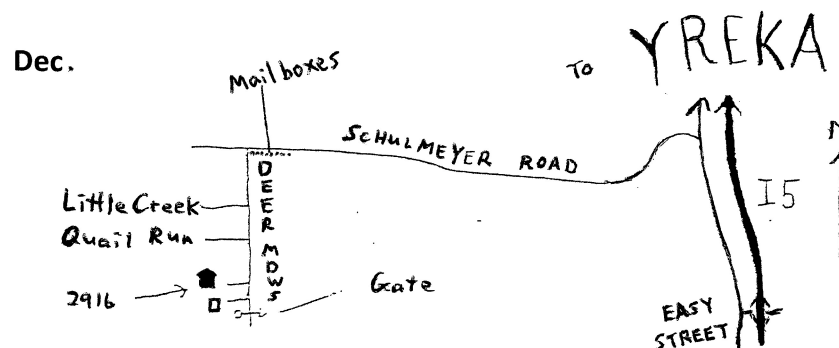 Dec.
Mailboxes
To YREKA
SCHULMEYER ROAD
I5
DEER MDWS
Little Creek
Quail Run
2916
Gate
EASY
STREET